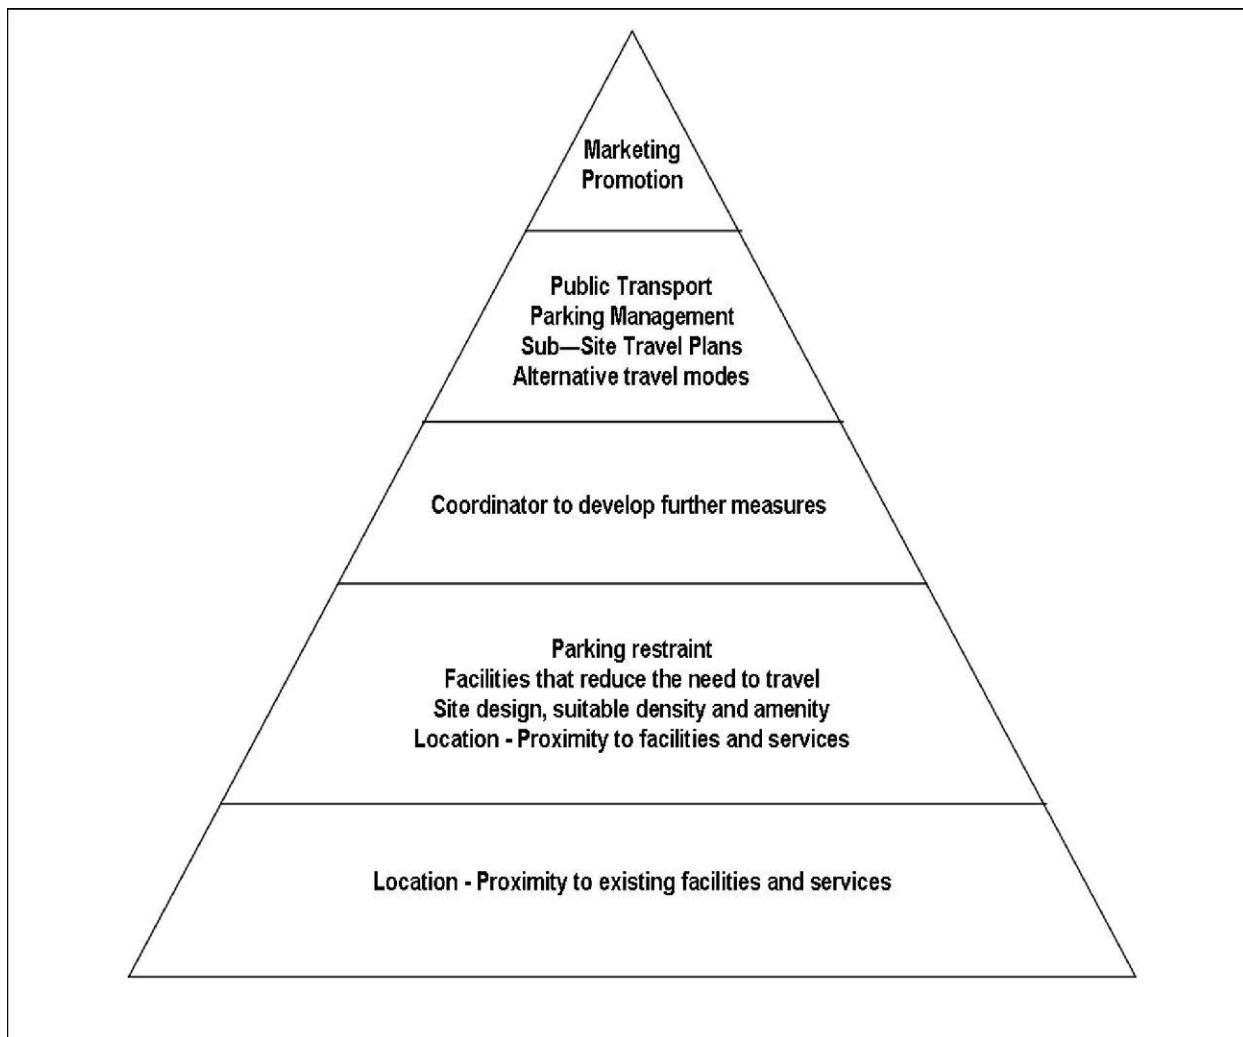 Marketing
Promotion
Public Transport
Parking Management
Sub—Site Travel Plans
Alternative travel modes
Coordinator to develop further measures
Parking restraint
Facilities that reduce the need to travel
Site design, suitable density and amenity
Location - Proximity to facilities and services
Location - Proximity to existing facilities and services